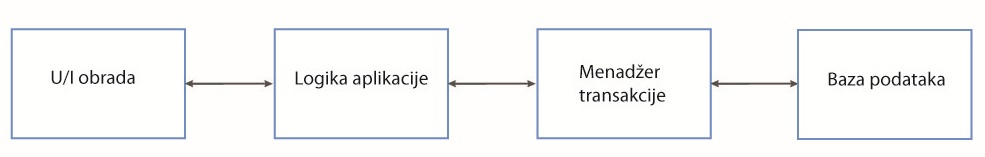 U/I obrada
Logika aplikacije
Menadžer
transakcije
Baza podataka